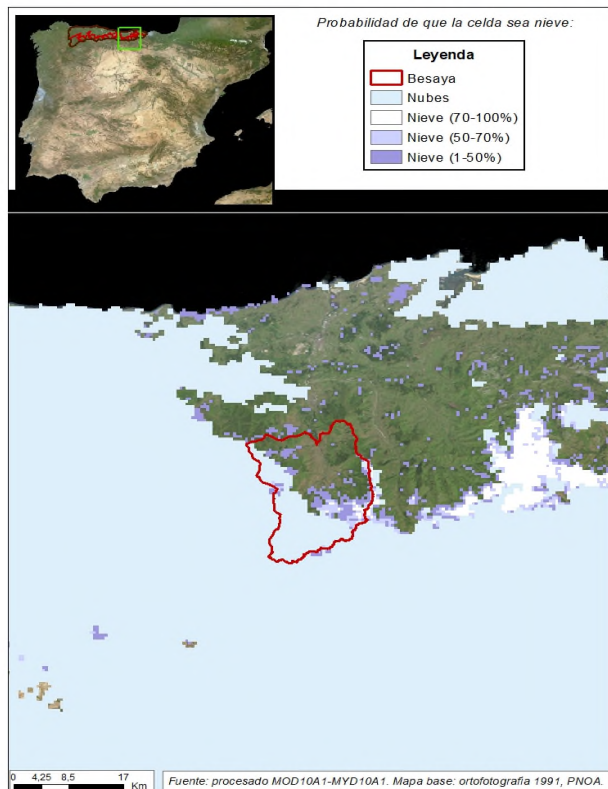 Probabilidad de que la celda sea nieve:
Leyenda
Besaya
Nubes
Nieve (70-100%)
Nieve (50-70%)
Nieve (1-50%)
0 4,25 8,5 17 Km
Fuente: procesado MOD10A1-MYD10A1. Mapa base: ortofotografía 1991, PNOA.